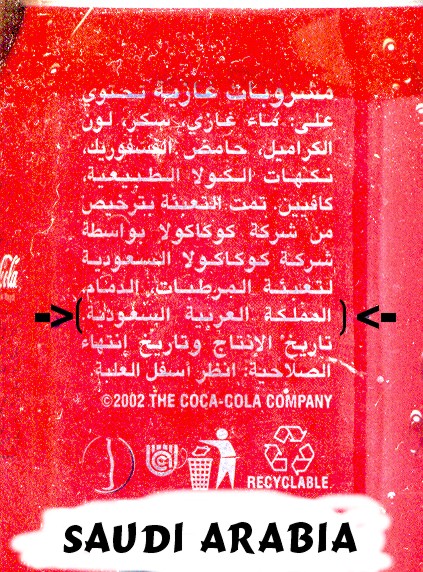 مشروبات غازية تحتوي
على: ماء غازي، سكر، لون
الكراميل، حامض الفسفوريك،
نكهات الكولا الطبيعية،
كافيين. تمت التعبئة بترخيص
من شركة كوكاكولا بواسطة
شركة كوكاكولا السعودية
لتعبئة المرطبات، الدمام،
->( المملكة العربية السعودية) <-
تاريخ الإنتاج وتاريخ إنتهاء
الصلاحية: انظر أسفل العلبة.
©2002 THE COCA-COLA COMPANY
RECYCLABLE
SAUDI ARABIA